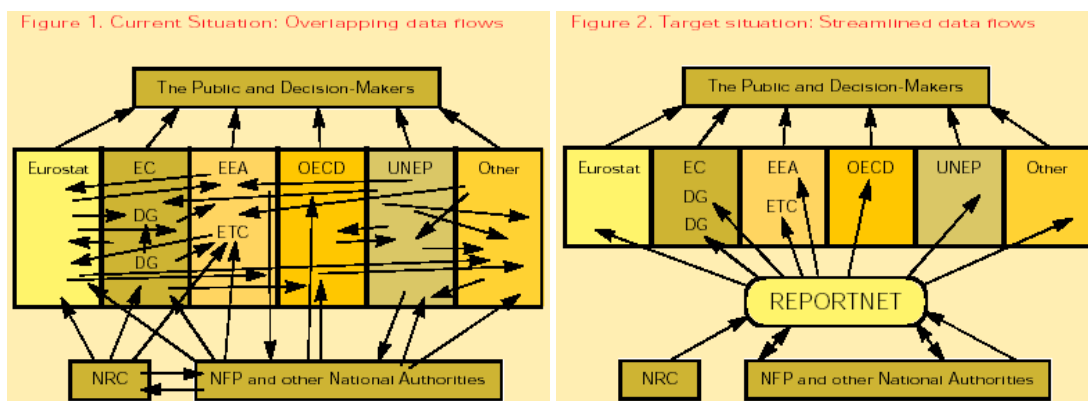 Figure 1. Current Situation: Overlapping data flows
The Public and Decision-Makers
Eurostat
EC
EEA
OECD
UNEP
Other
DG
ETC
DG
NRC
NFP and other National Authorities
Figure 2. Target situation: Streamlined data flows
The Public and Decision-Makers
Eurostat
EC
EEA
OECD
UNEP
Other
DG
ETC
DG
REPORTNET
NRC
NFP and other National Authorities